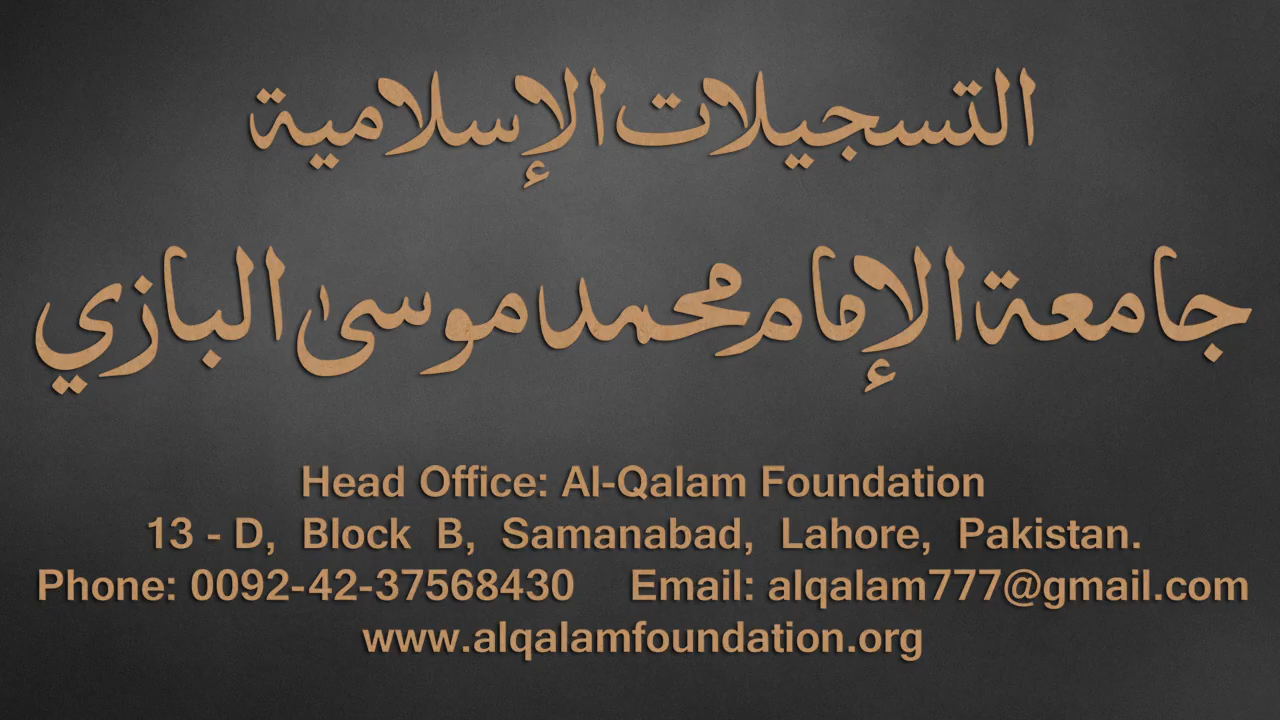 التسجيلات الإسلامية
جامعة الإمام محمد موسىٰ البازي
Head Office: Al-Qalam Foundation
13 - D, Block B, Samanabad, Lahore, Pakistan.
Phone: 0092-42-37568430 Email: alqalam777@gmail.com
www.alqalamfoundation.org